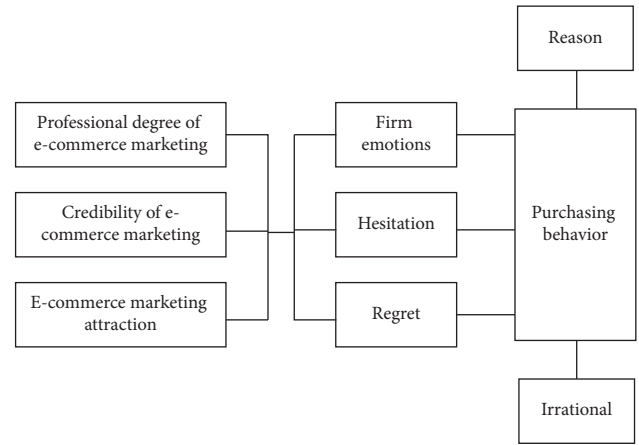 Reason
Professional degree of
e-commerce marketing
Firm
emotions
Credibility of e-
commerce marketing
Hesitation
Purchasing
behavior
E-commerce marketing
attraction
Regret
Irrational